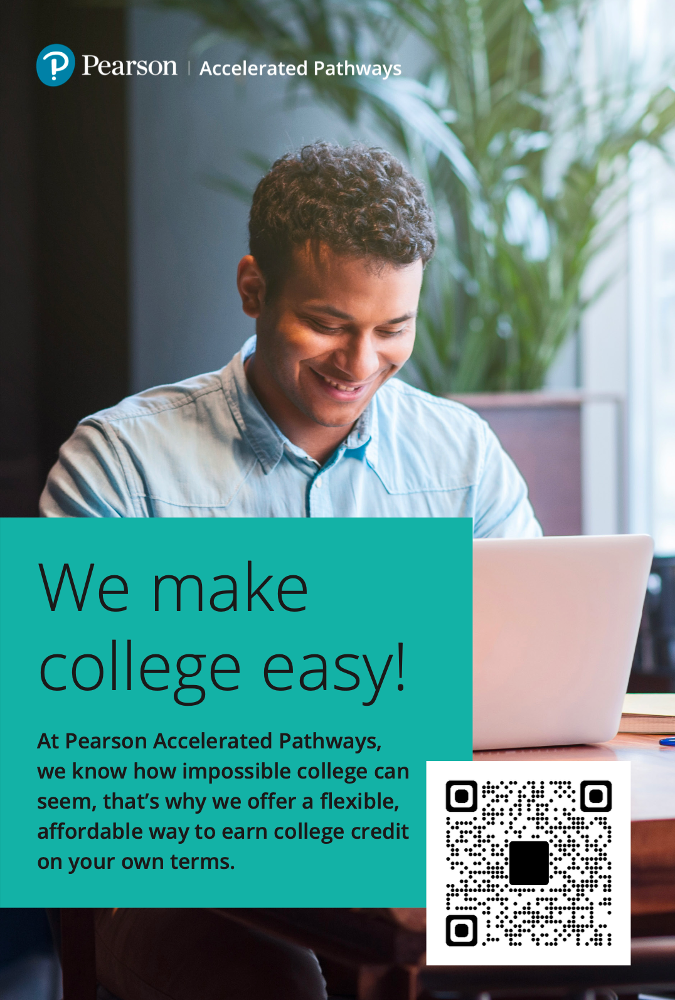 Pearson | Accelerated Pathways
We make
college easy!
At Pearson Accelerated Pathways,
we know how impossible college can
seem, that’s why we offer a flexible,
affordable way to earn college credit
on your own terms.